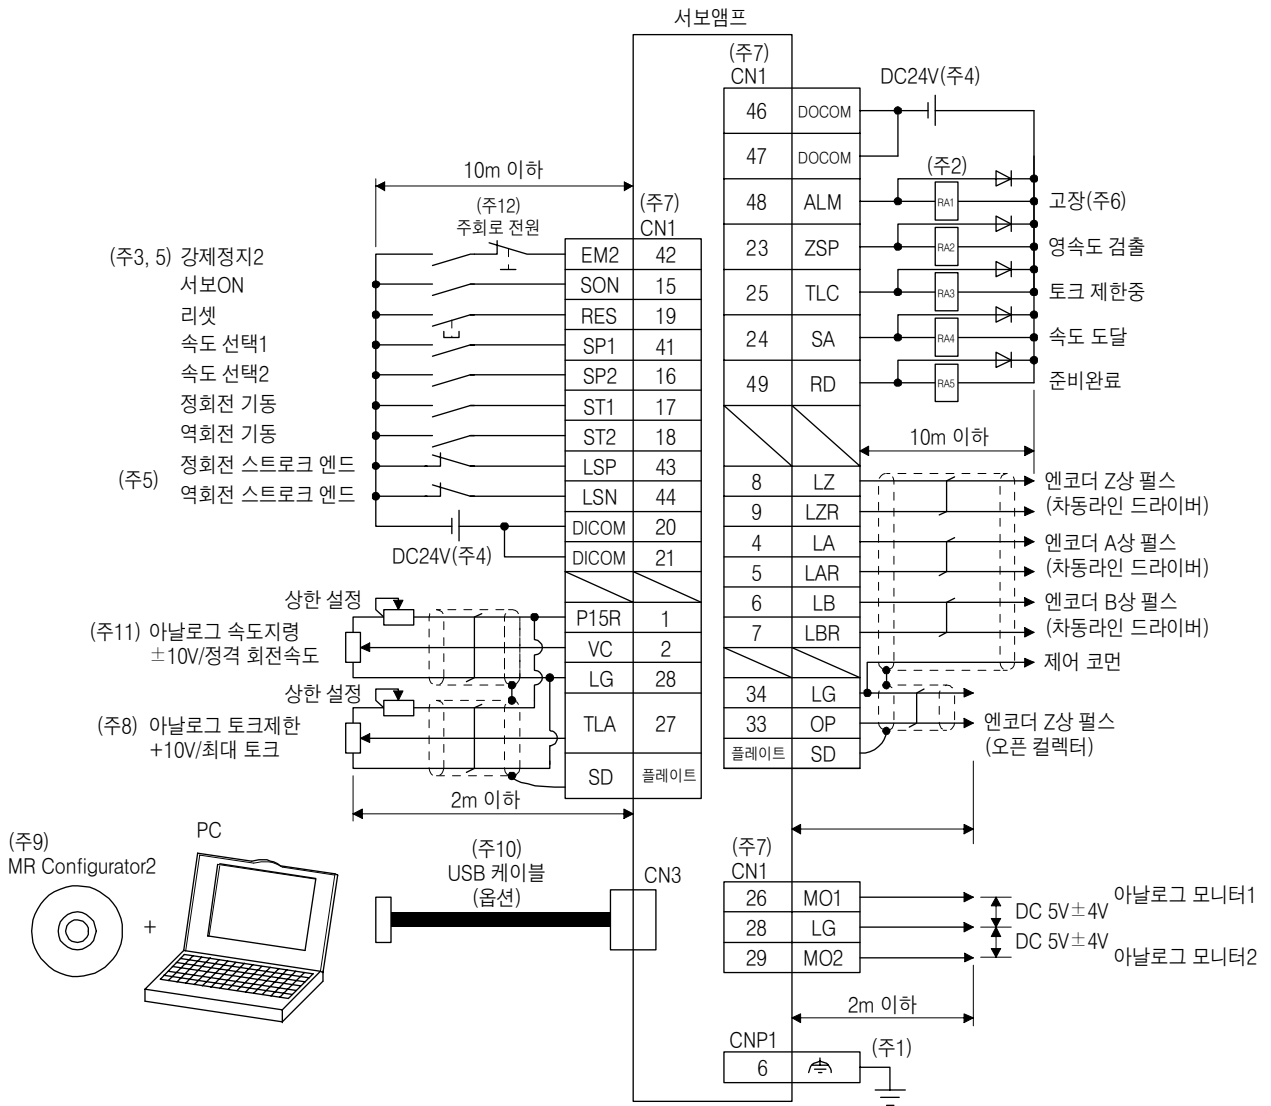 서보앰프
10m 이하
(주12)
주회로 전원
(주7)
CN1
(주3, 5) 강제정지2 EM2 42
서보ON SON 15
리셋 RES 19
속도 선택1 SP1 41
속도 선택2 SP2 16
정회전 기동 ST1 17
역회전 기동 ST2 18
(주5)
정회전 스트로크 엔드 LSP 43
역회전 스트로크 엔드 LSN 44
DICOM 20
DC24V(주4)
DICOM 21
상한 설정
P15R 1
(주11) 아날로그 속도지령
±10V/정격 회전속도
VC 2
LG 28
상한 설정
(주8) 아날로그 토크제한
+10V/최대 토크
TLA 27
SD 플레이트
2m 이하
(주7)
CN1
DC24V(주4)
46 DOCOM
47 DOCOM
(주2)
48 ALM RA1 고장(주6)
23 ZSP RA2 영속도 검출
25 TLC RA3 토크 제한중
24 SA RA4 속도 도달
49 RD RA5 준비완료
10m 이하
8 LZ 엔코더 Z상 펄스
9 LZR (차동라인 드라이버)
4 LA 엔코더 A상 펄스
5 LAR (차동라인 드라이버)
6 LB 엔코더 B상 펄스
7 LBR (차동라인 드라이버)
제어 코먼
34 LG
33 OP 엔코더 Z상 펄스
(오픈 컬렉터)
플레이트 SD
(주9)
MR Configurator2
+
PC
(주10)
USB 케이블
(옵션)
CN3
(주7)
CN1
26 MO1 아날로그 모니터1
DC 5V±4V
28 LG
DC 5V±4V
29 MO2 아날로그 모니터2
2m 이하
CNP1
6
(주1)